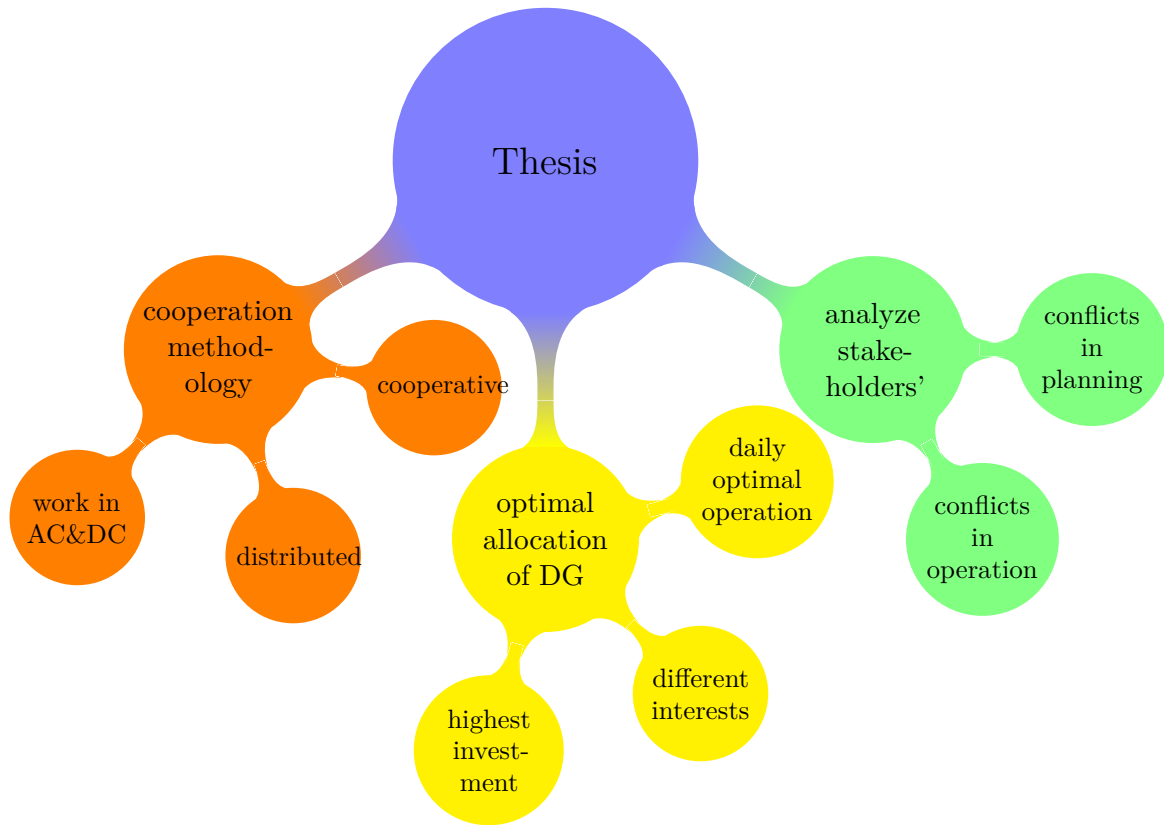 Thesis
cooperation
method-
ology
cooperative
work in
AC&DC
distributed
optimal
allocation
of DG
daily
optimal
operation
different
interests
highest
invest-
ment
analyze
stake-
holders'
conflicts
in
planning
conflicts
in
operation